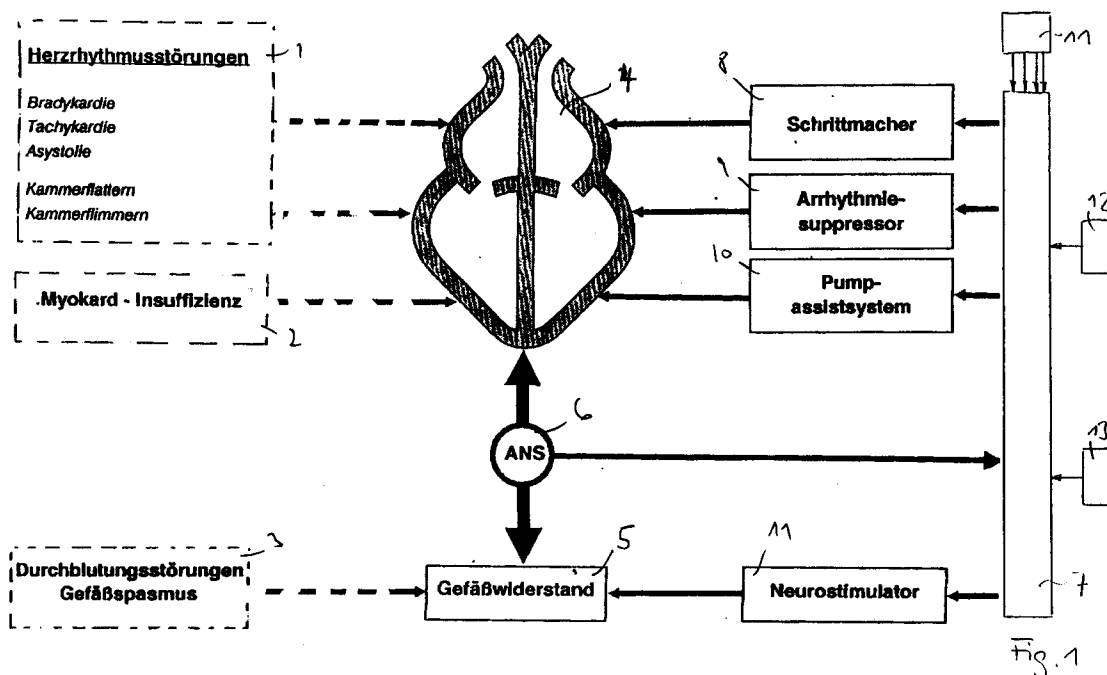 Herzrhythmusstörungen
1
Bradykardie
Tachykardie
Asystolie
Kammerflattern
Kammerflimmern
Myokard - Insuffizienz
2
4
8
Schrittmacher
9
Arrhythmie-
suppressor
10
Pump-
assistsystem
11
12
13
6
ANS
3
Durchblutungsstörungen
Gefäßspasmus
5
Gefäßwiderstand
11
Neurostimulator
7
Fig. 1